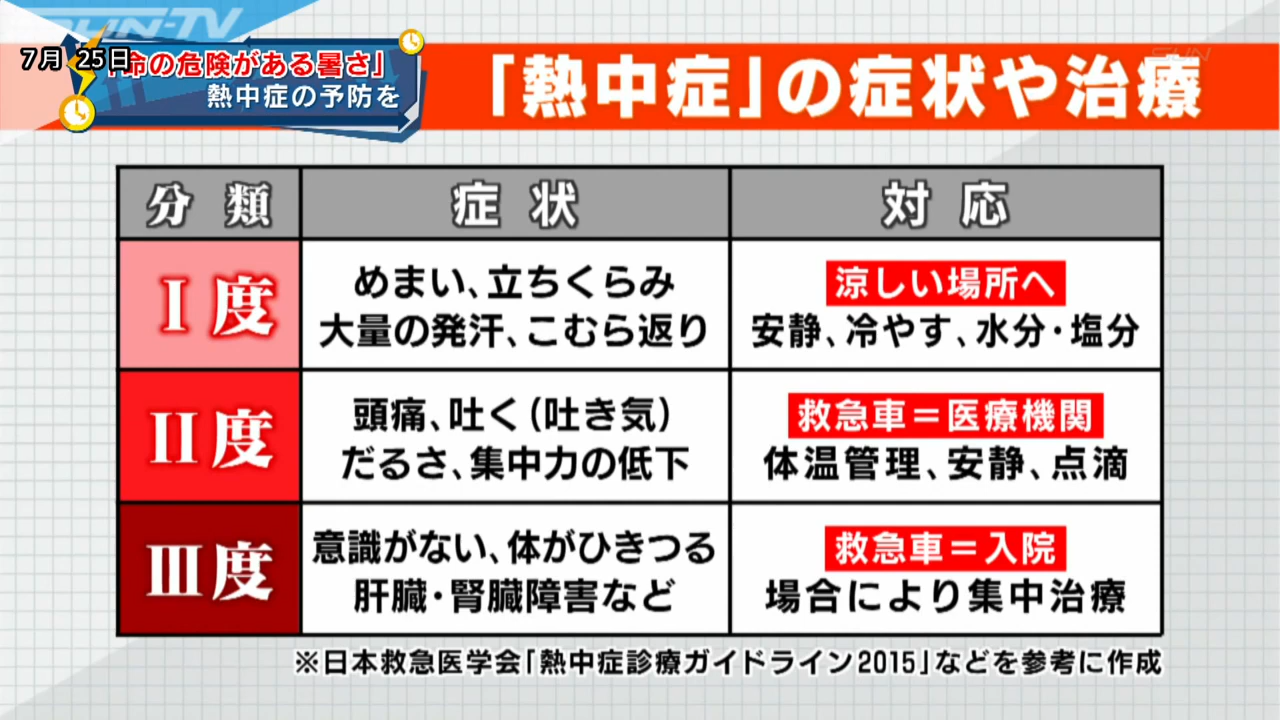 SUN-TV
7月 25日
「命の危険がある暑さ」
熱中症の予防を
「熱中症」の症状や治療
SUN
分類 症状 対応
Ⅰ度
めまい、立ちくらみ
大量の発汗、こむら返り
涼しい場所へ
安静、冷やす、水分・塩分
Ⅱ度
頭痛、吐く(吐き気)
だるさ、集中力の低下
救急車=医療機関
体温管理、安静、点滴
Ⅲ度
意識がない、体がひきつる
肝臓・腎臓障害など
救急車=入院
場合により集中治療
※日本救急医学会「熱中症診療ガイドライン2015」などを参考に作成